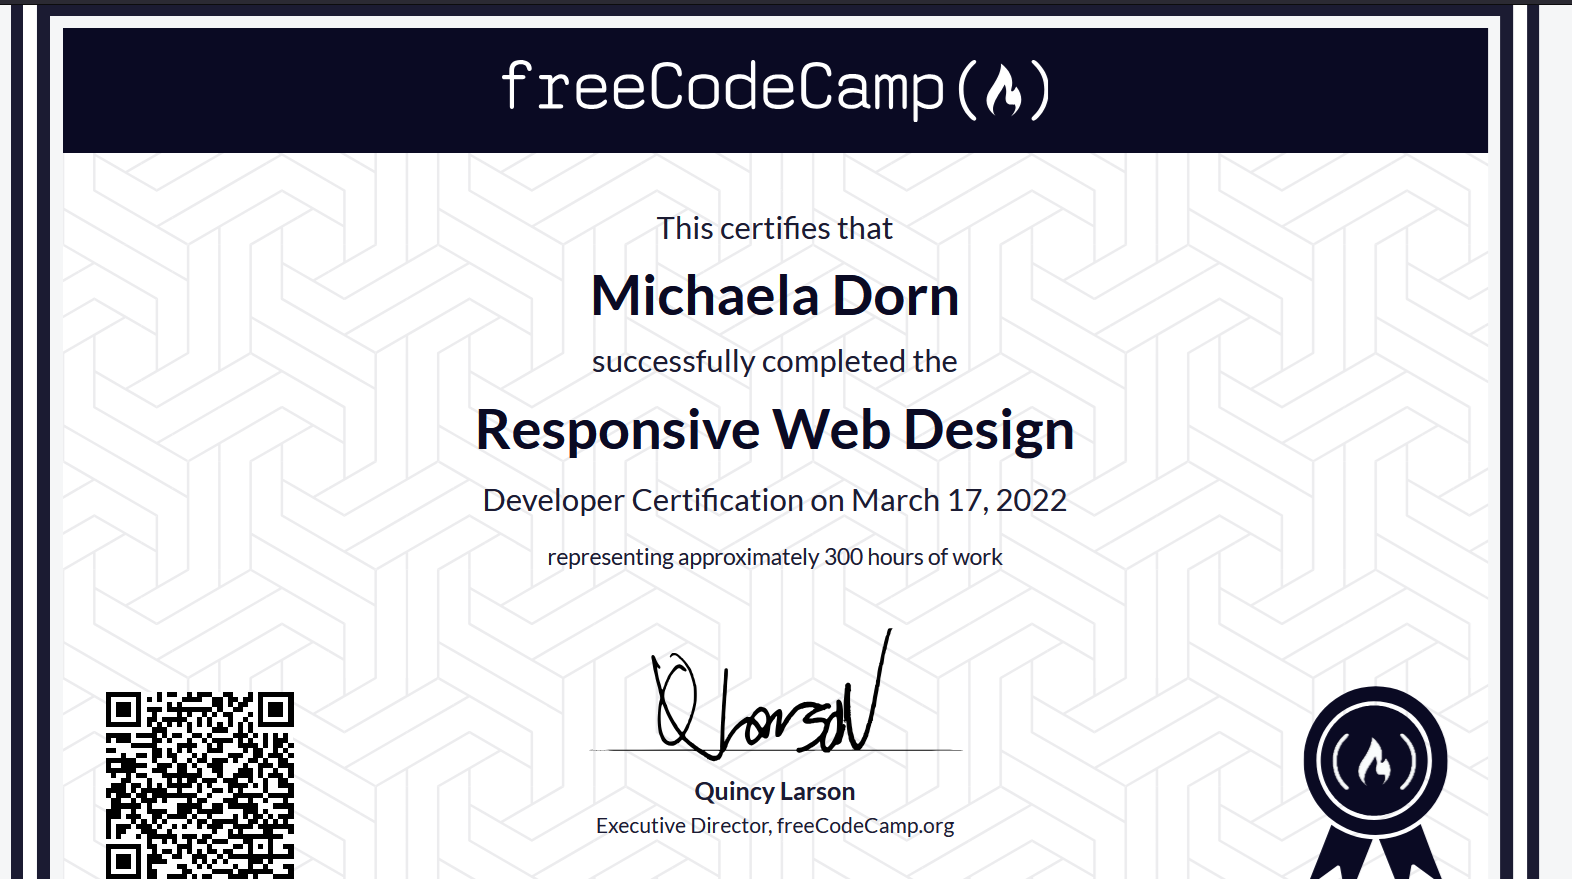 freeCodeCamp(🔥)
This certifies that
Michaela Dorn
successfully completed the
Responsive Web Design
Developer Certification on March 17, 2022
representing approximately 300 hours of work
QLarson
Quincy Larson
Executive Director, freeCodeCamp.org